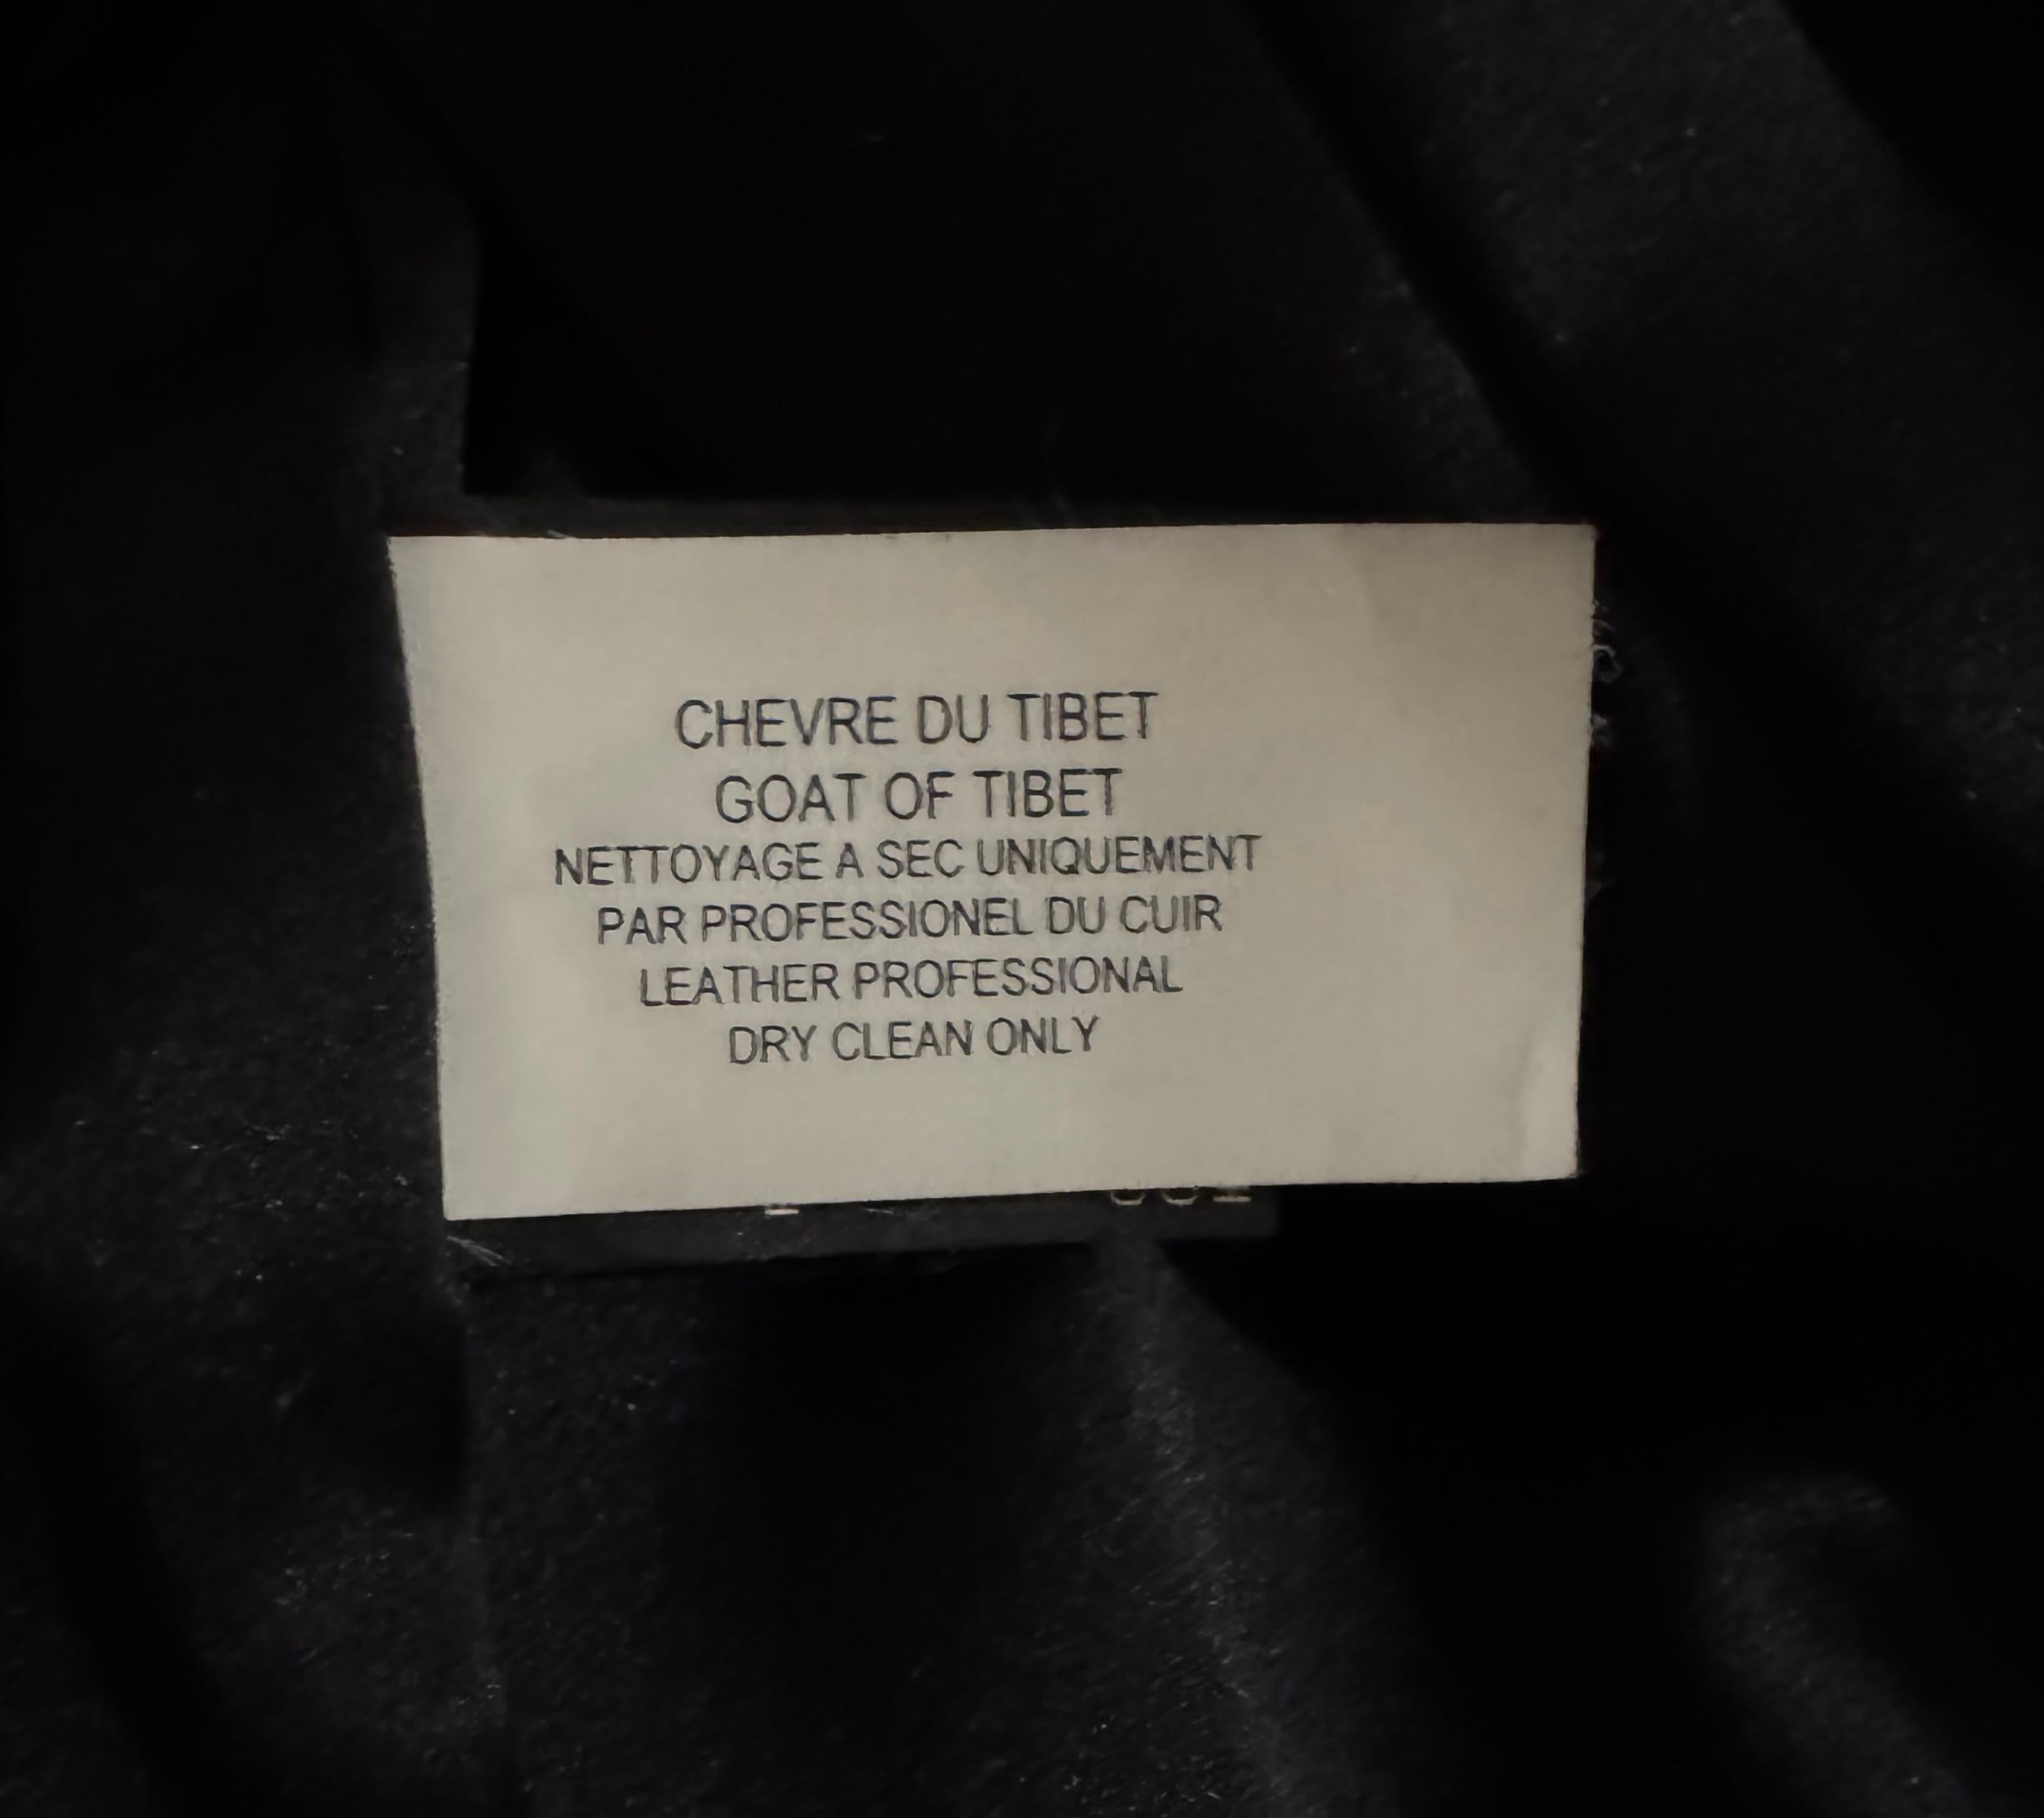 CHEVRE DU TIBET
GOAT OF TIBET
NETTOYAGE A SEC UNIQUEMENT
PAR PROFESSIONEL DU CUIR
LEATHER PROFESSIONAL
DRY CLEAN ONLY